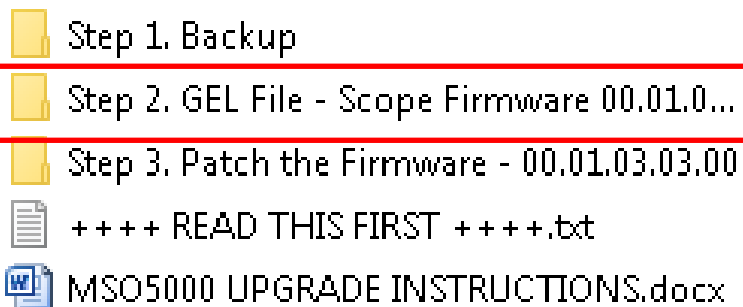 Step 1. Backup
Step 2. GEL File - Scope Firmware 00.01.0...
Step 3. Patch the Firmware - 00.01.03.03.00
++++ READ THIS FIRST ++++.txt
MSO5000 UPGRADE INSTRUCTIONS.docx